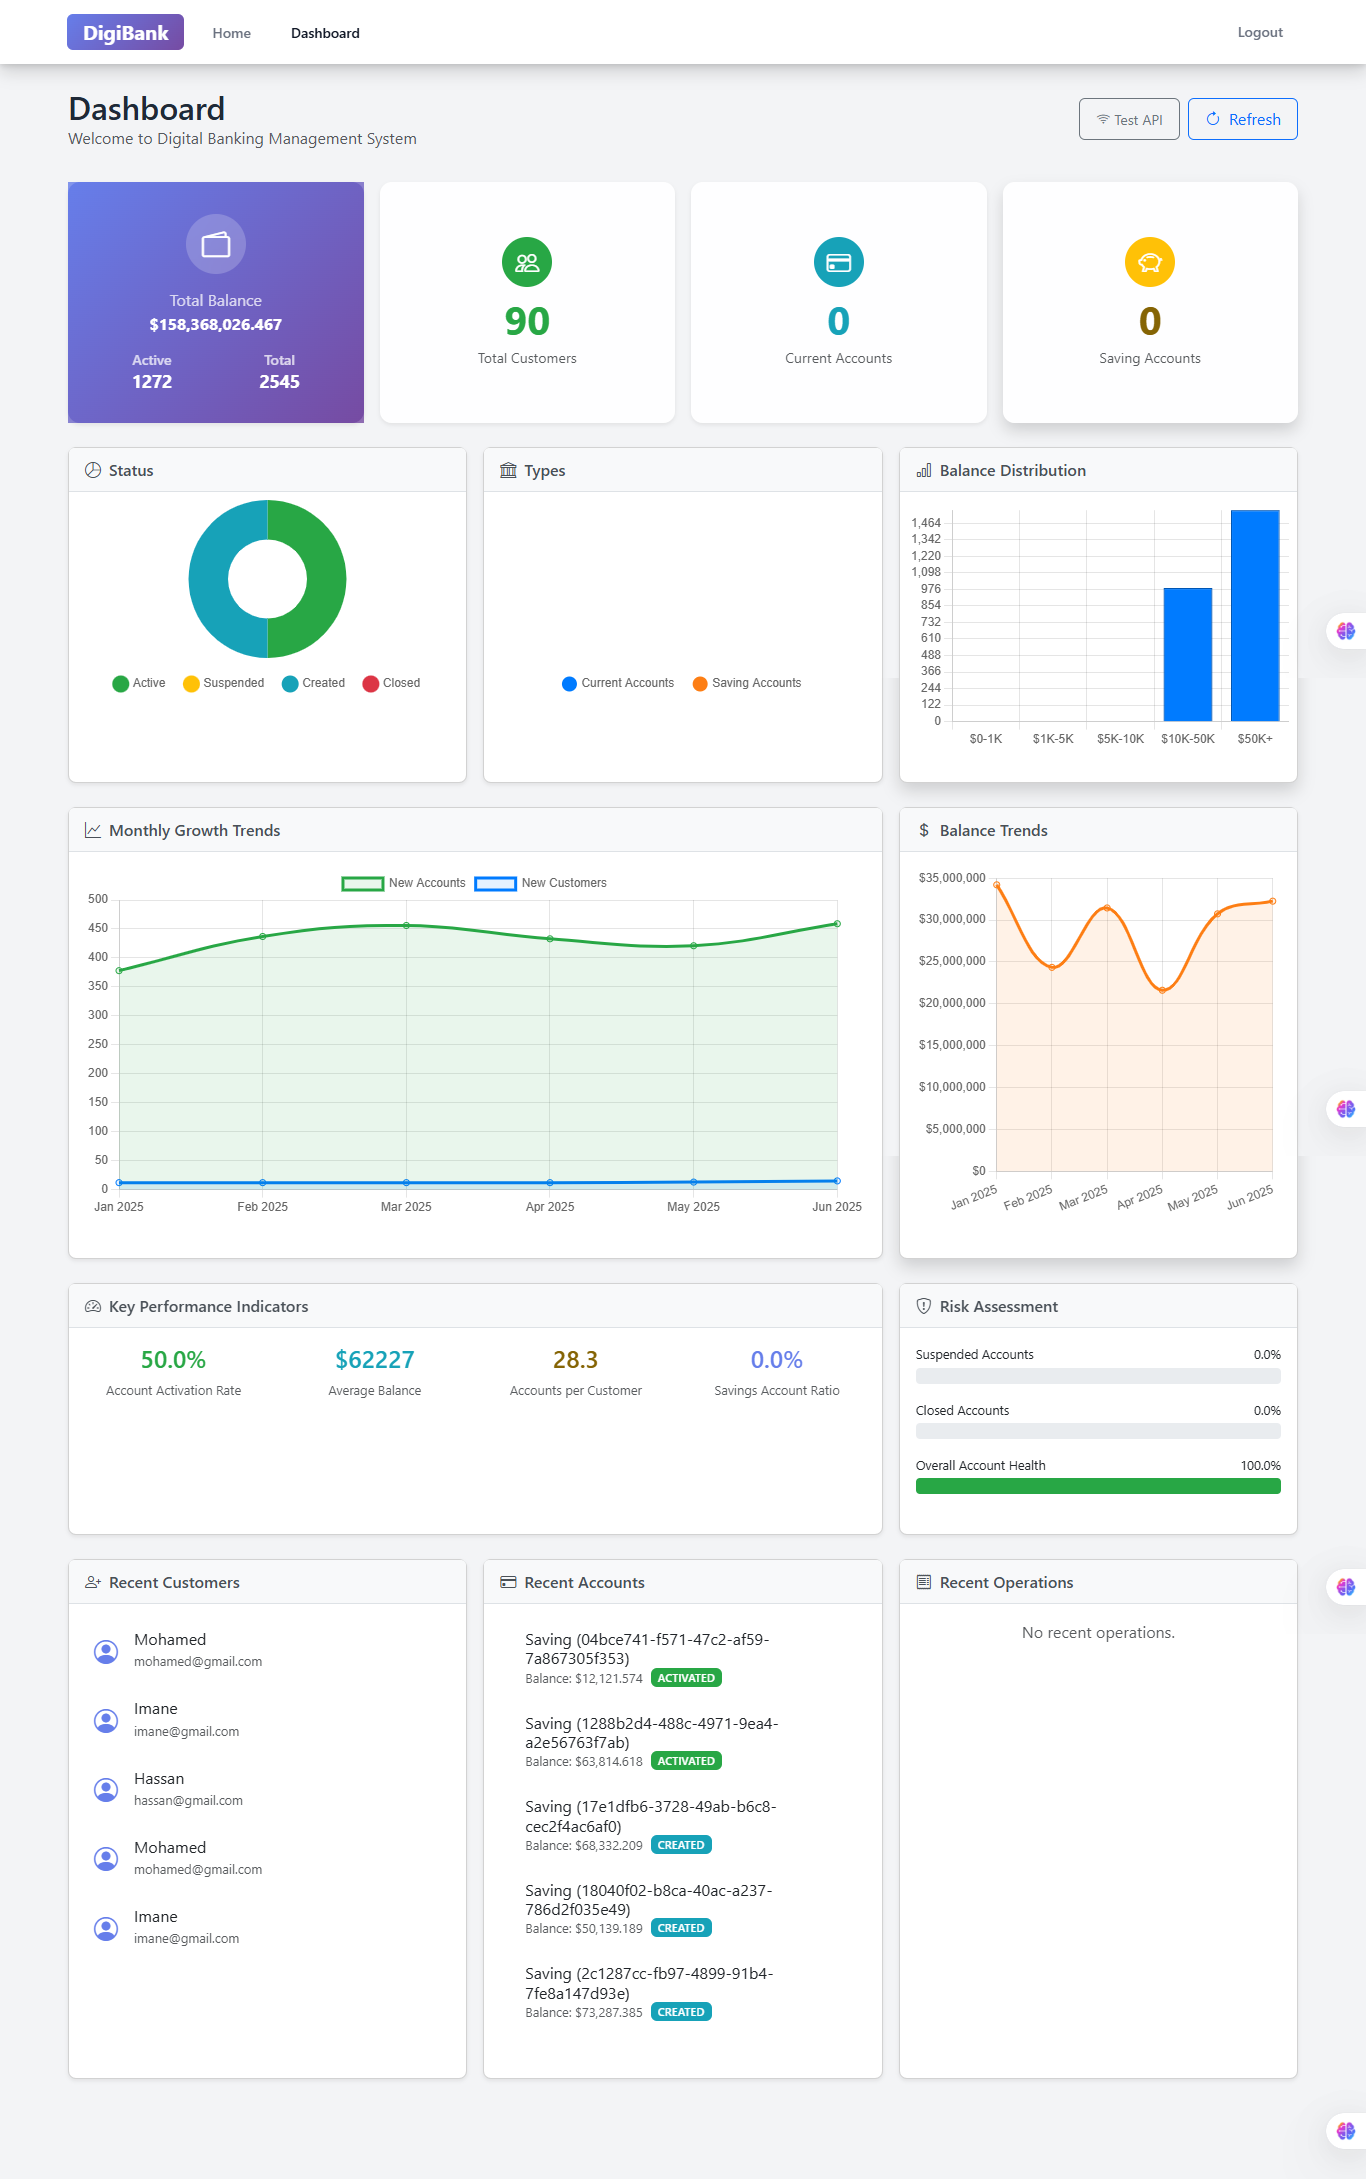 DigiBank
Home
Dashboard
Logout
Dashboard
Welcome to Digital Banking Management System
Test API
Refresh
Total Balance
$158,368,026.467
Active
Total
1272
2545
90
Total Customers
0
Current Accounts
0
Saving Accounts
Status
Active
Suspended
Created
Closed
Types
Current Accounts
Saving Accounts
Balance Distribution
1,464
1,342
1,220
1,098
976
854
732
610
488
366
244
122
0
$0-1K
$1K-5K
$5K-10K
$10K-50K
$50K+
Monthly Growth Trends
New Accounts
New Customers
500
450
400
350
300
250
200
150
100
50
0
Jan 2025
Feb 2025
Mar 2025
Apr 2025
May 2025
Jun 2025
Balance Trends
$35,000,000
$30,000,000
$25,000,000
$20,000,000
$15,000,000
$10,000,000
$5,000,000
$0
Jan 2025
Feb 2025
Mar 2025
Apr 2025
May 2025
Jun 2025
Key Performance Indicators
50.0%
Account Activation Rate
$62227
Average Balance
28.3
Accounts per Customer
0.0%
Savings Account Ratio
Risk Assessment
Suspended Accounts
0.0%
Closed Accounts
0.0%
Overall Account Health
100.0%
Recent Customers
Mohamed
mohamed@gmail.com
Imane
imane@gmail.com
Hassan
hassan@gmail.com
Mohamed
mohamed@gmail.com
Imane
imane@gmail.com
Recent Accounts
Saving (04bce741-f571-47c2-af59-
7a867305f353)
Balance: $12,121.574 ACTIVATED
Saving (1288b2d4-488c-4971-9ea4-
a2e56763f7ab)
Balance: $63,814.618 ACTIVATED
Saving (17e1dfb6-3728-49ab-b6c8-
cec2f4ac6af0)
Balance: $68,332.209 CREATED
Saving (18040f02-b8ca-40ac-a237-
786d2f035e49)
Balance: $50,139.189 CREATED
Saving (2c1287cc-fb97-4899-91b4-
7fe8a147d93e)
Balance: $73,287.385 CREATED
Recent Operations
No recent operations.